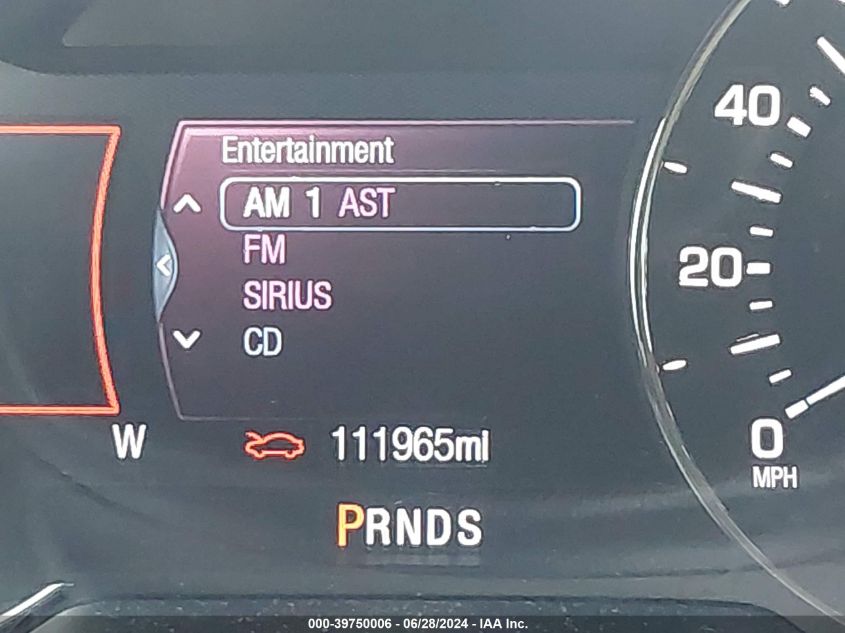 Entertainment
AM 1 AST
FM
SIRIUS
CD
40
20
0
MPH
W
111965mi
PRNDS
000-39750006 - 06/28/2024 - IAA Inc.